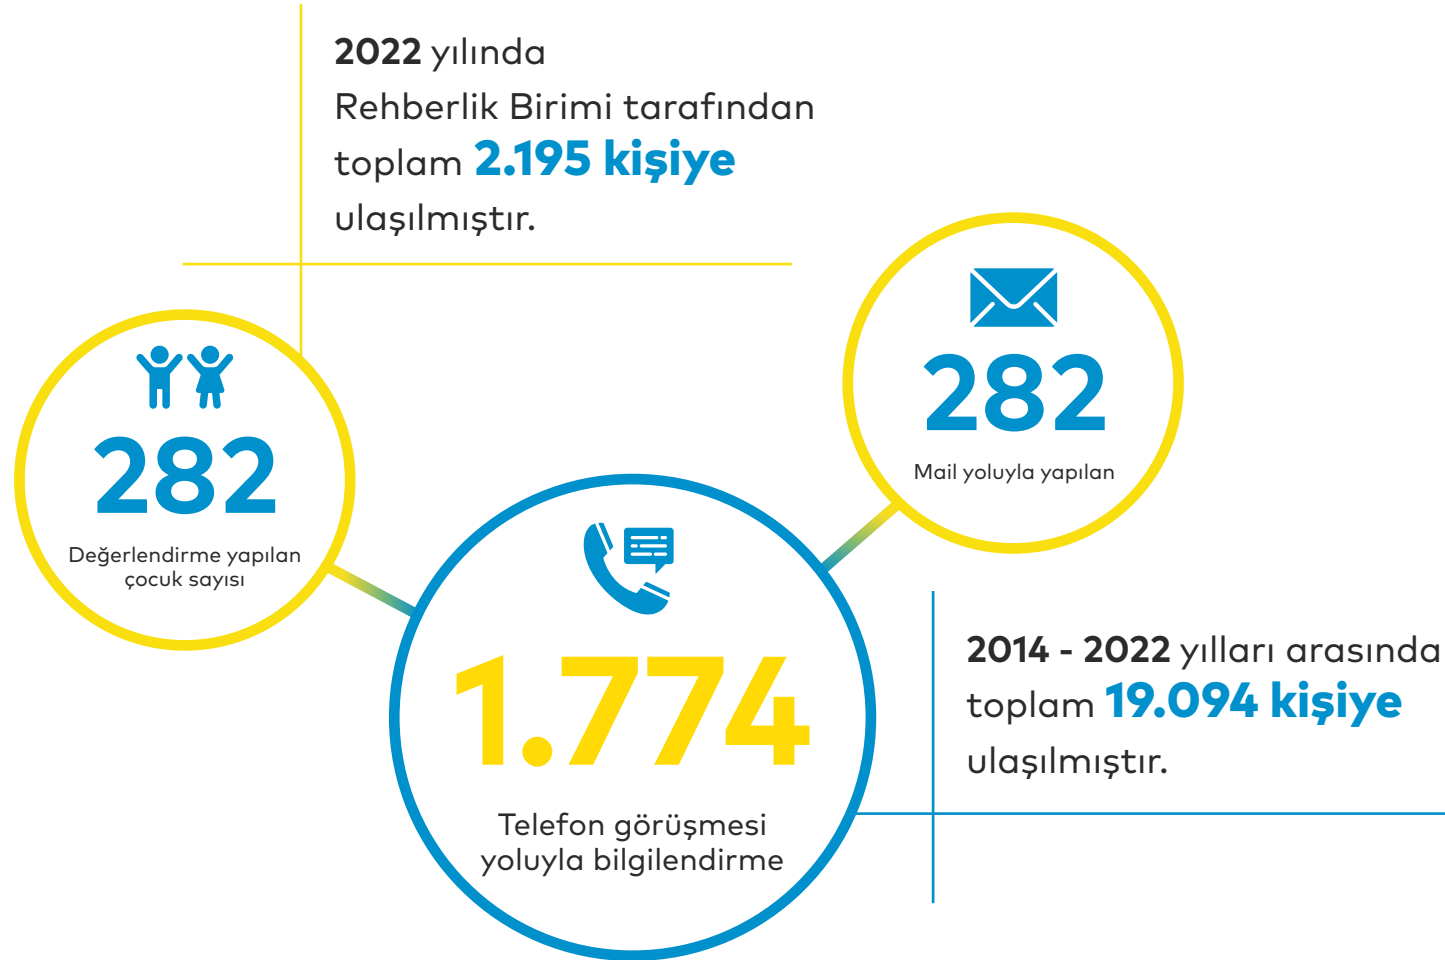 2022 yılında
Rehberlik Birimi tarafından
toplam 2.195 kişiye
ulaşılmıştır.
282
Değerlendirme yapılan
çocuk sayısı
282
Mail yoluyla yapılan
1.774
Telefon görüşmesi
yoluyla bilgilendirme
2014 - 2022 yılları arasında
toplam 19.094 kişiye
ulaşılmıştır.